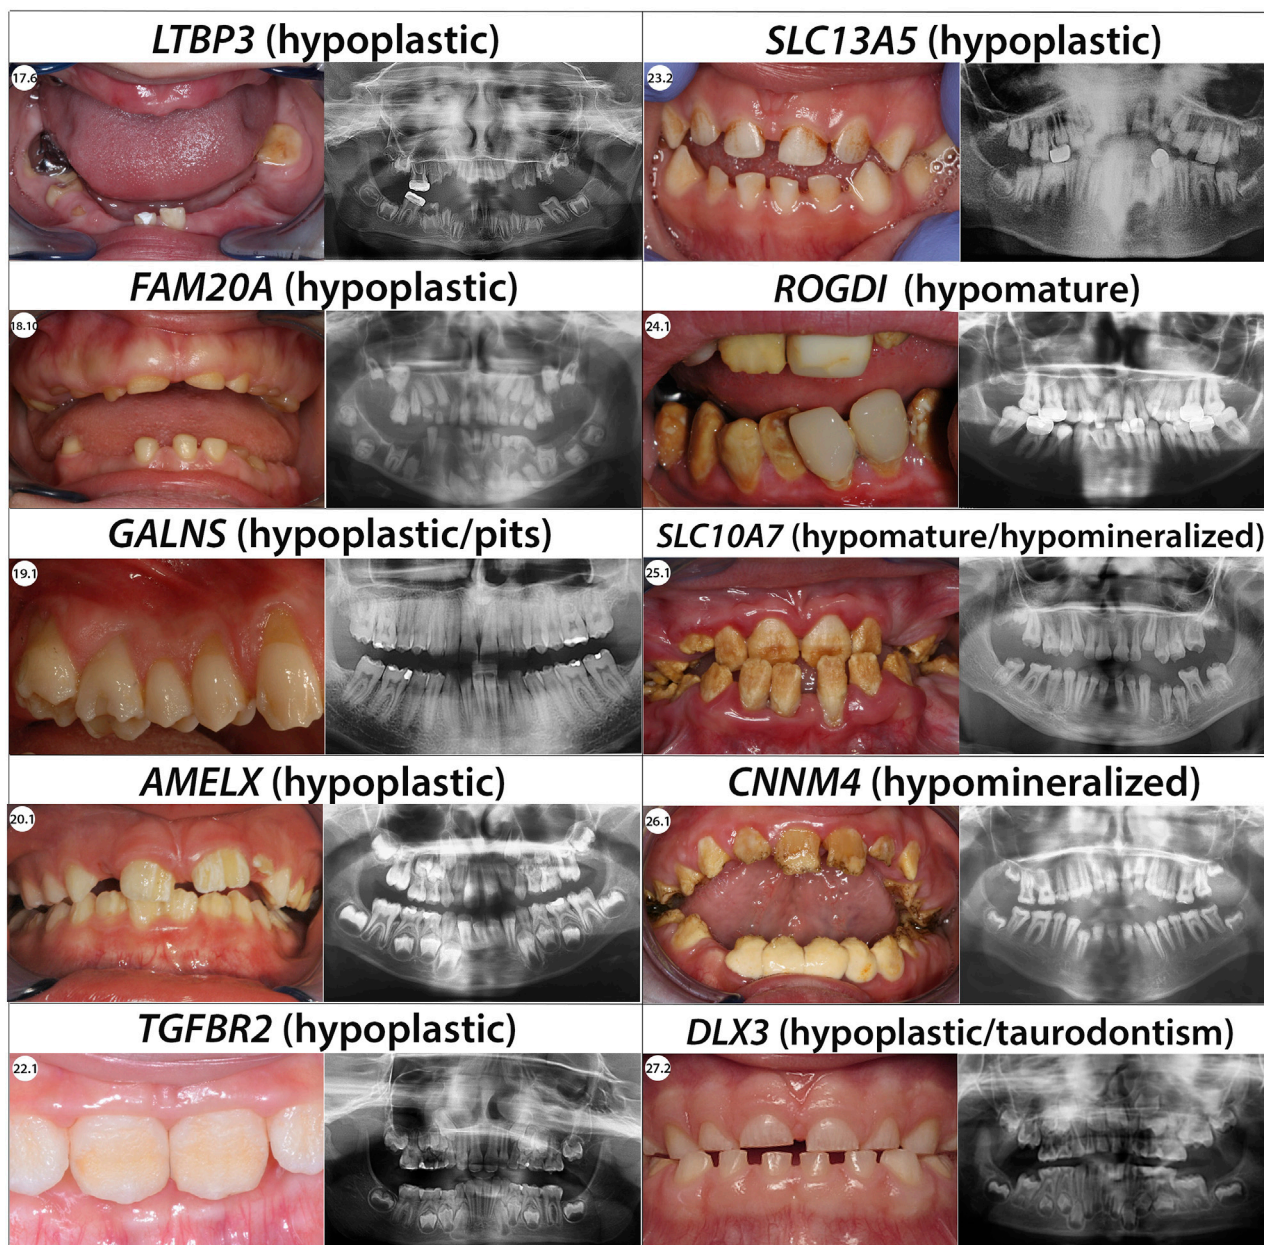 LTBP3 (hypoplastic)
17.6
SLC13A5 (hypoplastic)
23.2
FAM20A (hypoplastic)
18.10
ROGDI (hypomature)
24.1
GALNS (hypoplastic/pits)
19.1
SLC10A7 (hypomature/hypomineralized)
25.1
AMELX (hypoplastic)
20.1
CNNM4 (hypomineralized)
26.1
TGFBR2 (hypoplastic)
22.1
DLX3 (hypoplastic/taurodontism)
27.2